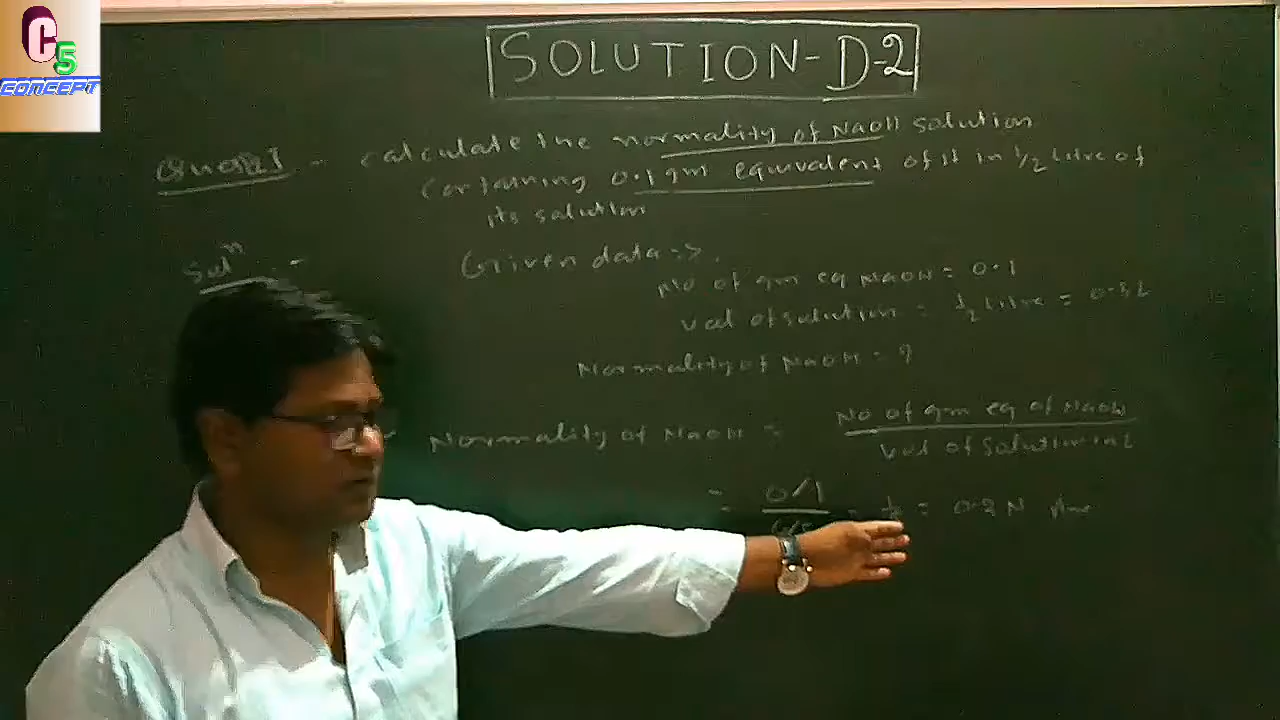 C5
CONCEPT
SOLUTION-D-2
Ques I - Calculate the normality of NaOH solution
Containing 0.1 gm equivalent of it in 1/2 Litre of
its solution
Solⁿ :- Given data :->
No of gm eq NaOH = 0.1
Vol of solution = 1/2 Litre = 0.5L
Normality of NaOH = ?
Normality of NaOH = No of gm eq of NaOH
Vol of Solution in L
= 0/1 = = 0.2 N Ans